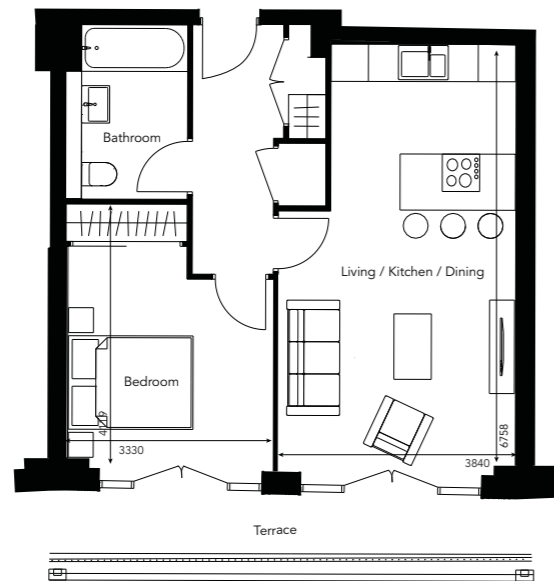 Bathroom
Living / Kitchen / Dining
Bedroom
3330
6758
3840
Terrace